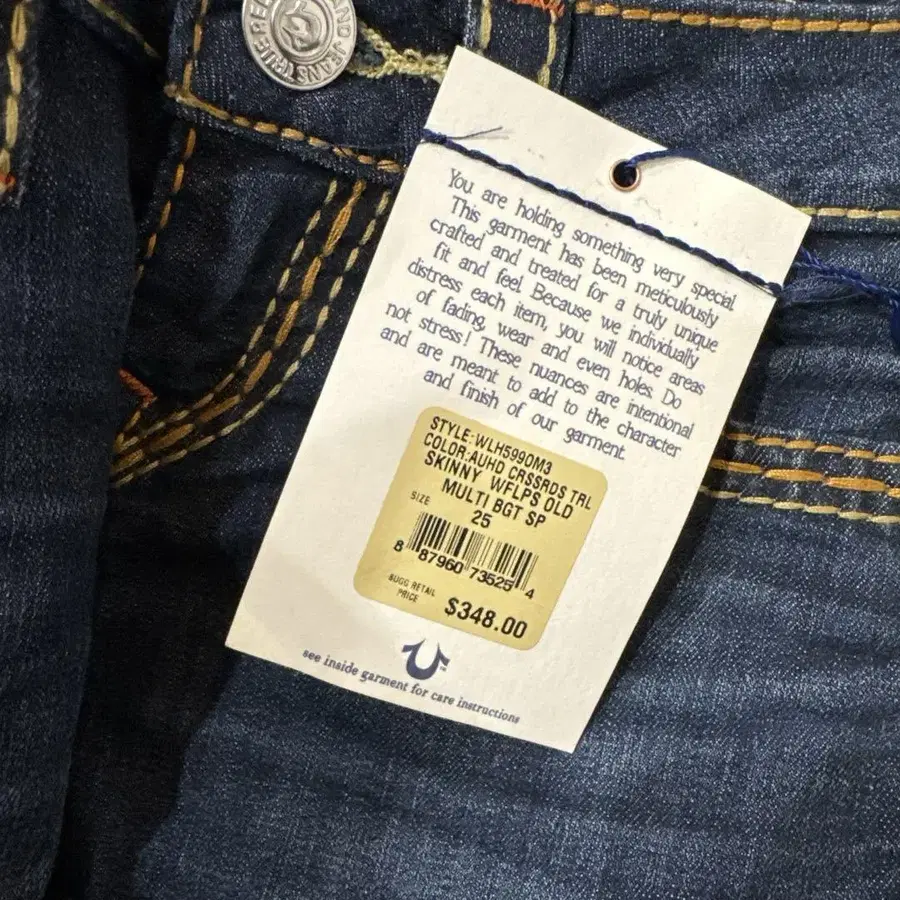 AND JEANS TRUE REL
You are holding something very special.
This garment has been meticulously
crafted and treated for a truly unique
fit and feel. Because we individually
distress each item, you will notice areas
of fading, wear and even holes. Do
not stress! These nuances are intentional
and are meant to add to the character
and finish of our garment.
STYLE:WLH5990M3
COLOR:AUHD CRSSRDS TRL
SKINNY WFLPS OLD
MULTI BGT SP
SIZE 25
8 87960 73525 4
SUGG RETAIL
PRICE $348.00
see inside garment for care instructions